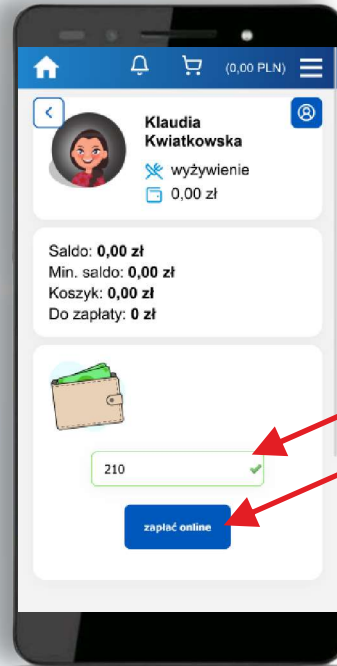 (0,00 PLN)
Klaudia
Kwiatkowska
wyżywienie
0,00 zł
Saldo: 0,00 zł
Min. saldo: 0,00 zł
Koszyk: 0,00 zł
Do zapłaty: 0 zł
210
zapłać online